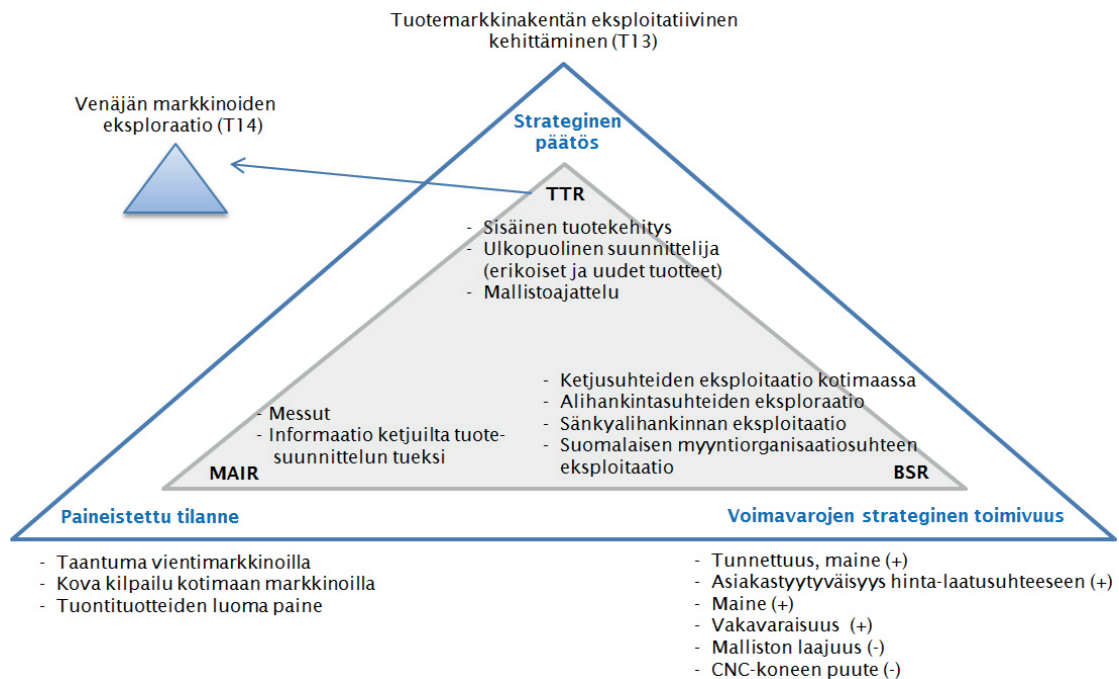 Tuotemarkkinakentän eksploitatiivinen
kehittäminen (T13)
Venäjän markkinoiden
eksploraatio (T14)
Strateginen
päätös
TTR
- Sisäinen tuotekehitys
- Ulkopuolinen suunnittelija
(erikoiset ja uudet tuotteet)
- Mallistoajattelu
- Messut
- Informaatio ketjuilta tuote-
suunnittelun tueksi
MAIR
- Ketjusuhteiden eksploitaatio kotimaassa
- Alihankintasuhteiden eksploraatio
- Sänkyalihankinnan eksploitaatio
- Suomalaisen myyntiorganisaatiosuhteen
eksploitaatio
BSR
Paineistettu tilanne
Voimavarojen strateginen toimivuus
- Taantuma vientimarkkinoilla
- Kova kilpailu kotimaan markkinoilla
- Tuontituotteiden luoma paine
- Tunnettuus, maine (+)
- Asiakastyytyväisyys hinta-laatusuhteeseen (+)
- Maine (+)
- Vakavaraisuus (+)
- Malliston laajuus (-)
- CNC-koneen puute (-)